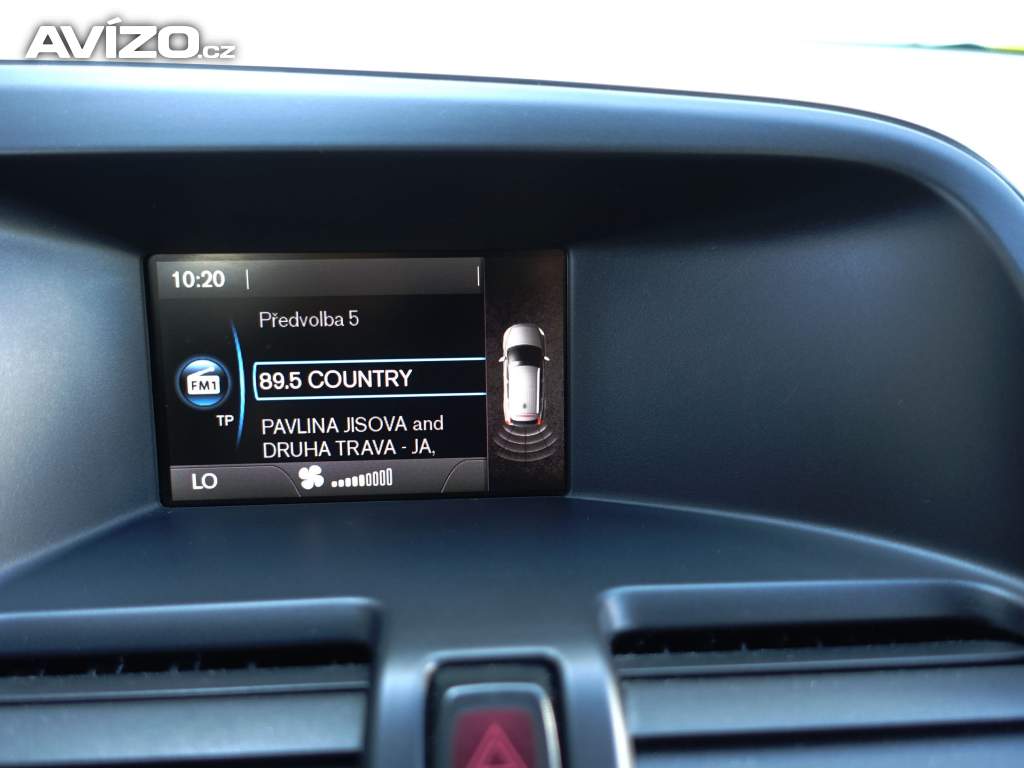 AVÍZO.cz
10:20
Předvolba 5
FM1
89.5 COUNTRY
TP
PAVLINA JISOVA and
DRUHA TRAVA - JA,
LO